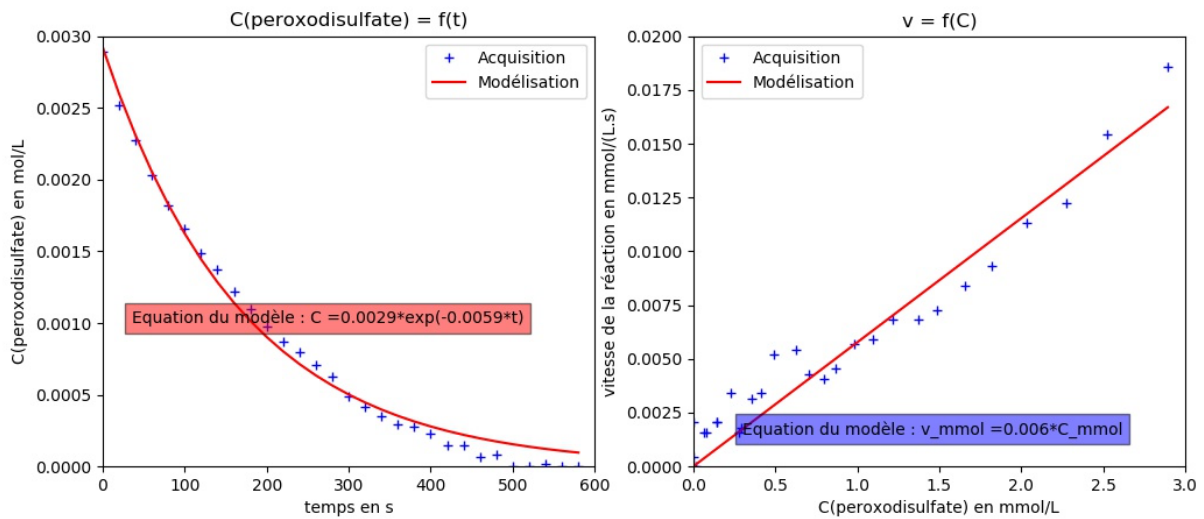 C(peroxodisulfate) = f(t)
C(peroxodisulfate) en mol/L
0.0030
0.0025
0.0020
0.0015
0.0010
0.0005
0.0000
Acquisition
Modélisation
Equation du modèle : C =0.0029*exp(-0.0059*t)
0 100 200 300 400 500 600
temps en s
v = f(C)
vitesse de la réaction en mmol/(L.s)
0.0200
0.0175
0.0150
0.0125
0.0100
0.0075
0.0050
0.0025
0.0000
Acquisition
Modélisation
Equation du modèle : v_mmol =0.006*C_mmol
0.0 0.5 1.0 1.5 2.0 2.5 3.0
C(peroxodisulfate) en mmol/L